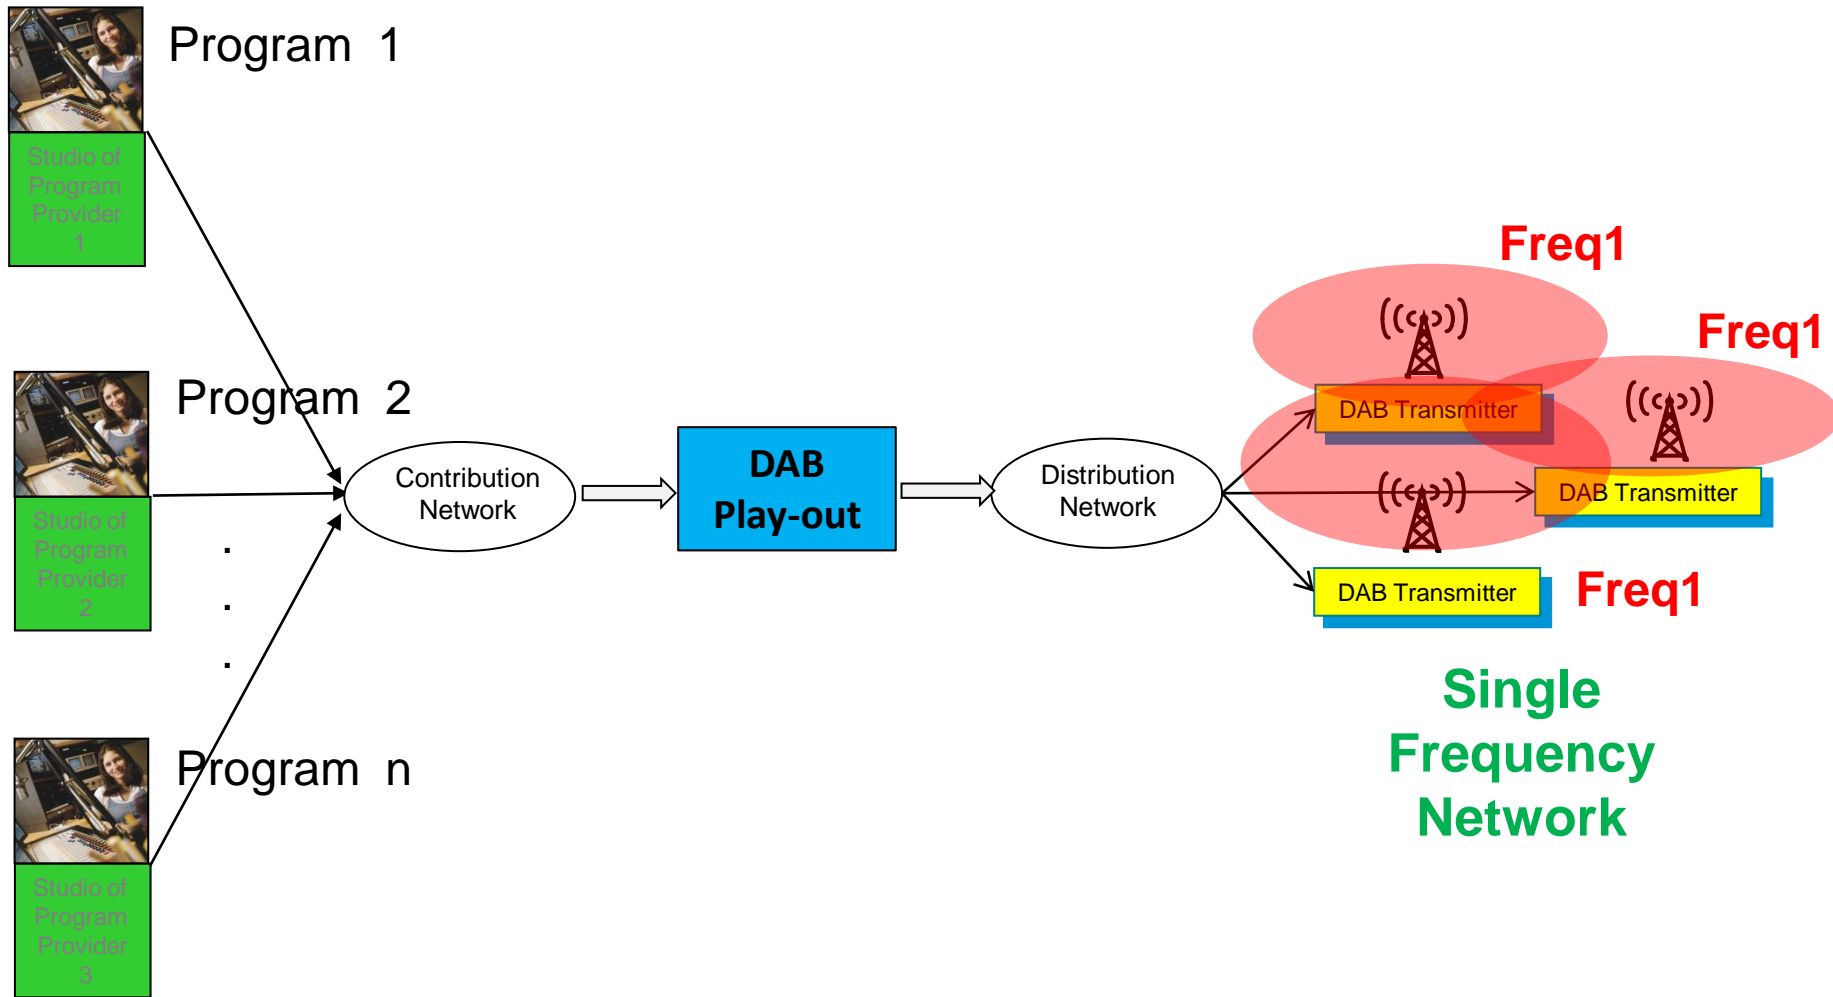 Program 1
Studio of
Program
Provider
1
Program 2
Studio of
Program
Provider
2
.
.
.
Program n
Studio of
Program
Provider
3
Contribution
Network
DAB
Play-out
Distribution
Network
Freq1
Freq1
DAB Transmitter
DAB Transmitter
DAB Transmitter
Freq1
Single
Frequency
Network